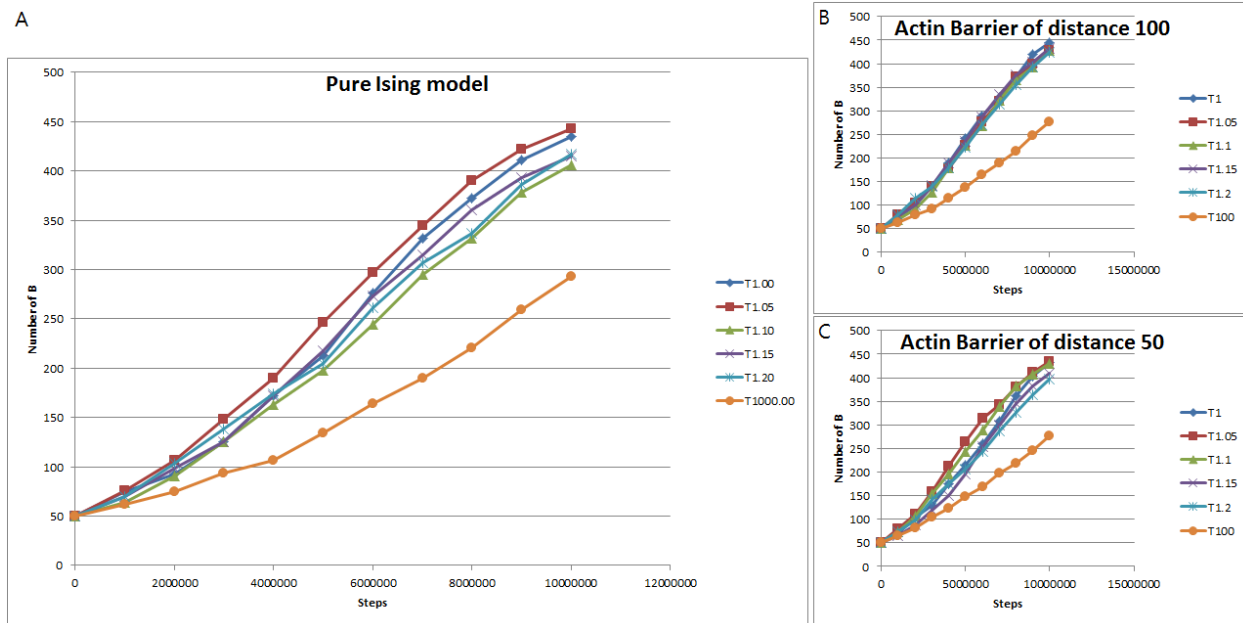 A
Pure Ising model
Number of B
500
450
400
350
300
250
200
150
100
50
0
0 2000000 4000000 6000000 8000000 10000000 12000000
Steps
T1.00
T1.05
T1.10
T1.15
T1.20
T1000.00
B
Actin Barrier of distance 100
Number of B
500
450
400
350
300
250
200
150
100
50
0
0 5000000 10000000 15000000
Steps
T1
T1.05
T1.1
T1.15
T1.2
T100
C
Actin Barrier of distance 50
Number of B
500
450
400
350
300
250
200
150
100
50
0
0 5000000 10000000 15000000
Steps
T1
T1.05
T1.1
T1.15
T1.2
T100